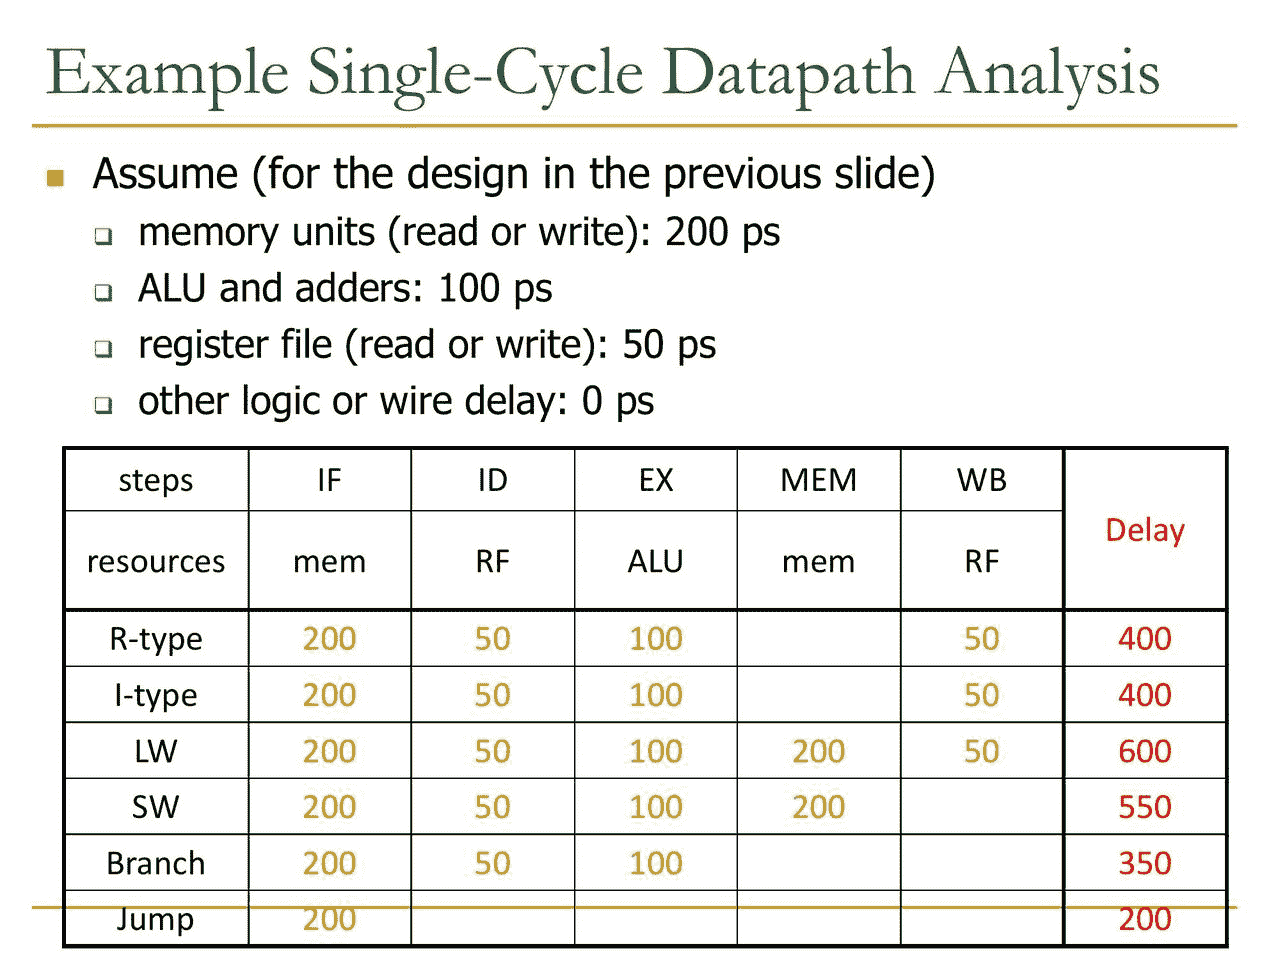 Example Single-Cycle Datapath Analysis
Assume (for the design in the previous slide)
memory units (read or write): 200 ps
ALU and adders: 100 ps
register file (read or write): 50 ps
other logic or wire delay: 0 ps
steps IF ID EX MEM WB Delay
resources mem RF ALU mem RF
R-type 200 50 100 50 400
I-type 200 50 100 50 400
LW 200 50 100 200 50 600
SW 200 50 100 200 550
Branch 200 50 100 350
Jump 200 200